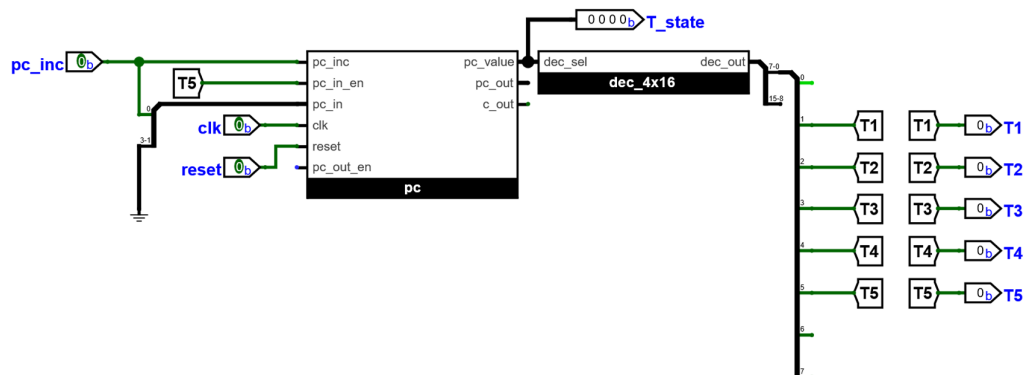 0000b T_state
pc_inc 0b
pc_inc pc_value
dec_sel dec_out
7-0
0
T5
pc_in_en pc_out
dec_4x16
15-8
0
pc_in c_out
clk 0b
clk
1
T1 T1 0b T1
3-1
reset
reset 0b
pc_out_en
2
T2 T2 0b T2
pc
3
T3 T3 0b T3
4
T4 T4 0b T4
5
T5 T5 0b T5
6
7